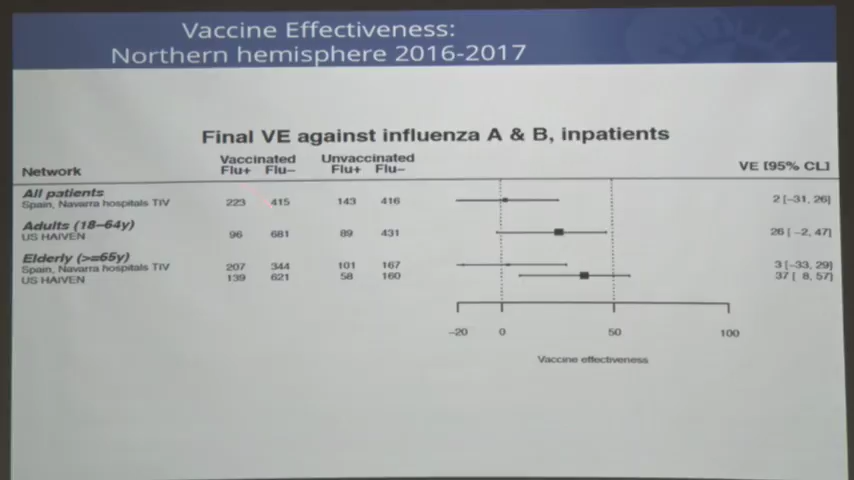 Vaccine Effectiveness:
Northern hemisphere 2016-2017
Final VE against influenza A & B, inpatients
Vaccinated Unvaccinated
Network Flu+ Flu− Flu+ Flu− VE [95% CL]
All patients
Spain, Navarra hospitals TIV 223 415 143 416 2 [−31, 26]
Adults (18−64y)
US HAIVEN 96 681 89 431 26 [ −2, 47]
Elderly (>=65y)
Spain, Navarra hospitals TIV 207 344 101 167 3 [−33, 29]
US HAIVEN 139 621 58 160 37 [ 8, 57]
−20 0 50 100
Vaccine effectiveness